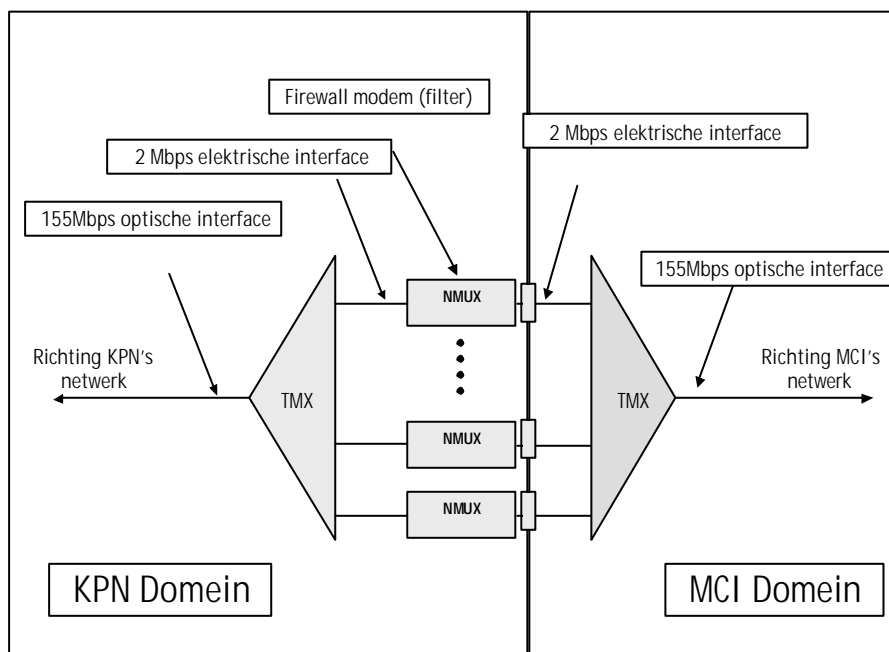 Firewall modem (filter)
2 Mbps elektrische interface
2 Mbps elektrische interface
155Mbps optische interface
155Mbps optische interface
NMUX
Richting KPN's
netwerk
TMX
TMX
Richting MCI's
netwerk
NMUX
NMUX
KPN Domein
MCI Domein